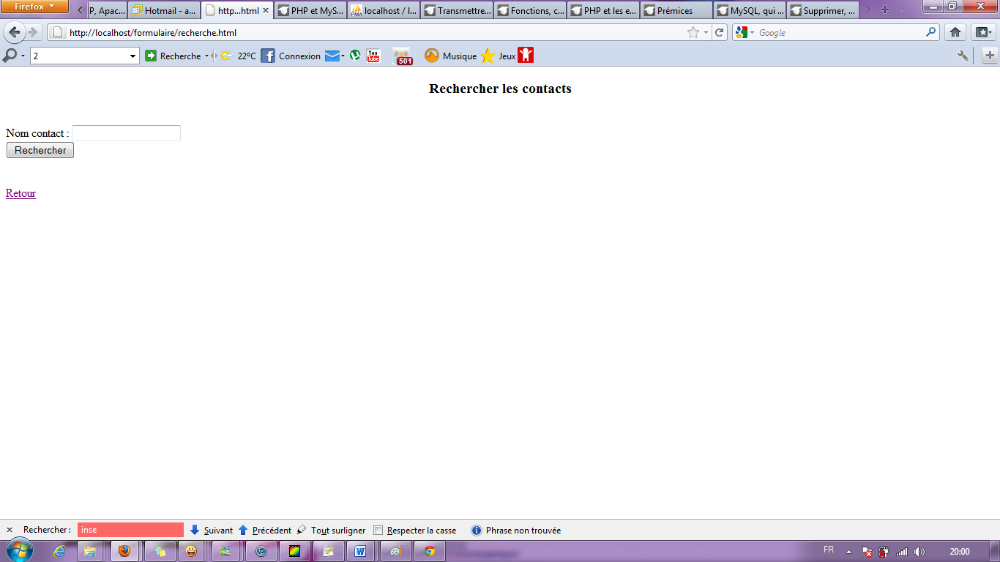 Firefox
P, Apac...
Hotmail - a...
http...html
PHP et MyS...
localhost / l...
Transmettre...
Fonctions, c...
PHP et les e...
Prémices
MySQL, qui ...
Supprimer, ...
http://localhost/formulaire/recherche.html
Google
2
Recherche
22°C
Connexion
You Tube
501
Musique
Jeux
Rechercher les contacts
Nom contact :
Rechercher
Retour
Rechercher :
inse
Suivant
Précédent
Tout surligner
Respecter la casse
Phrase non trouvée
FR
20:00